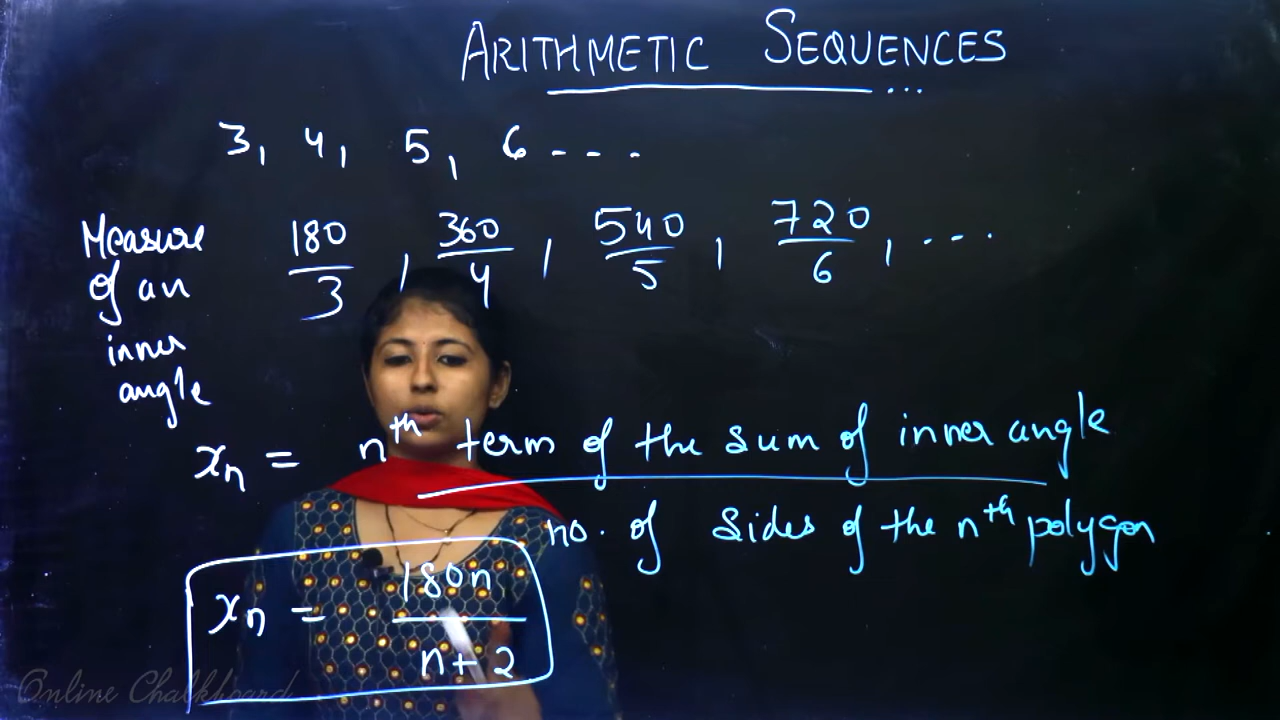 ARITHMETIC SEQUENCES...
3, 4, 5, 6 - - -
Measure of an inner angle
180/3, 360/4, 540/5, 720/6, ...
xn = nth term of the sum of inner angle
no. of sides of the nth polygon
xn = 180n / n+2
Online Chalkboard